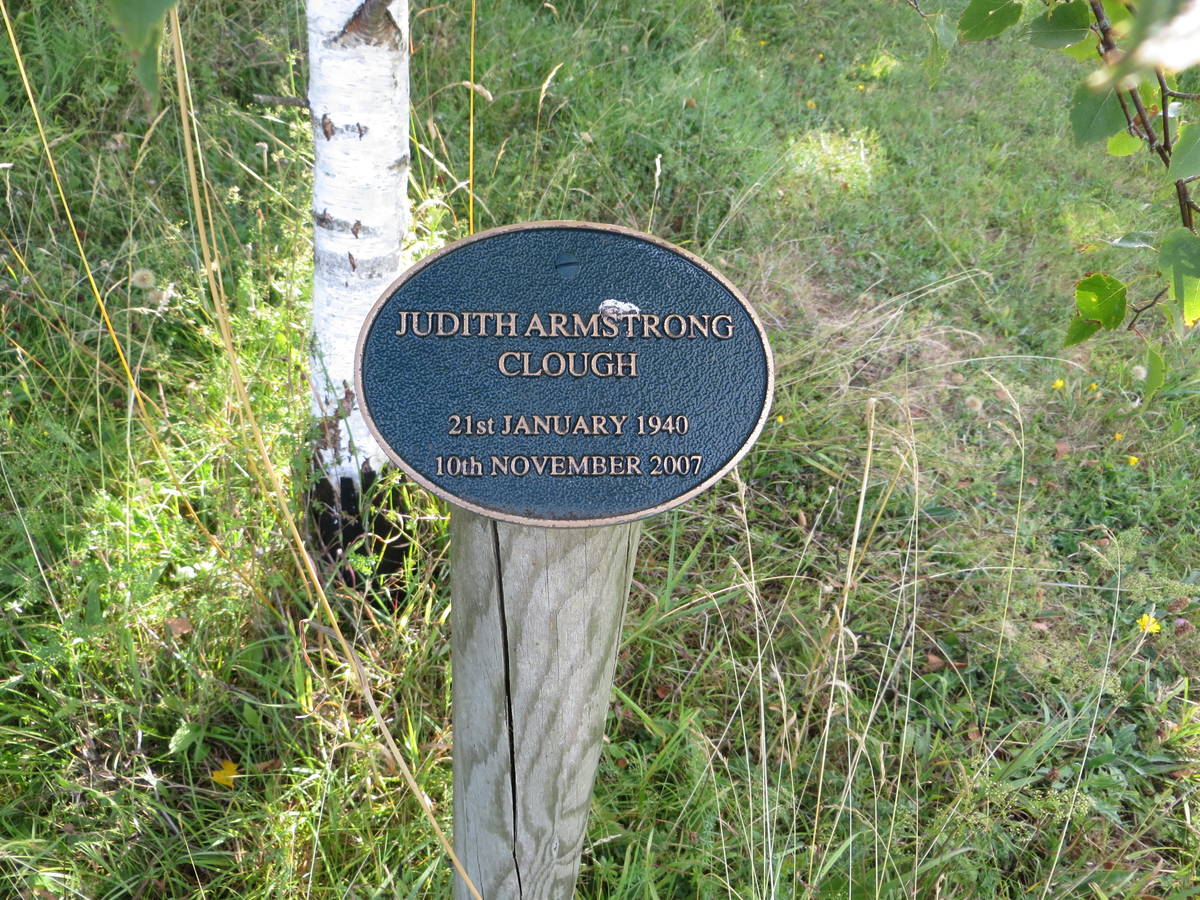 JUDITH ARMSTRONG
CLOUGH
21st JANUARY 1940
10th NOVEMBER 2007